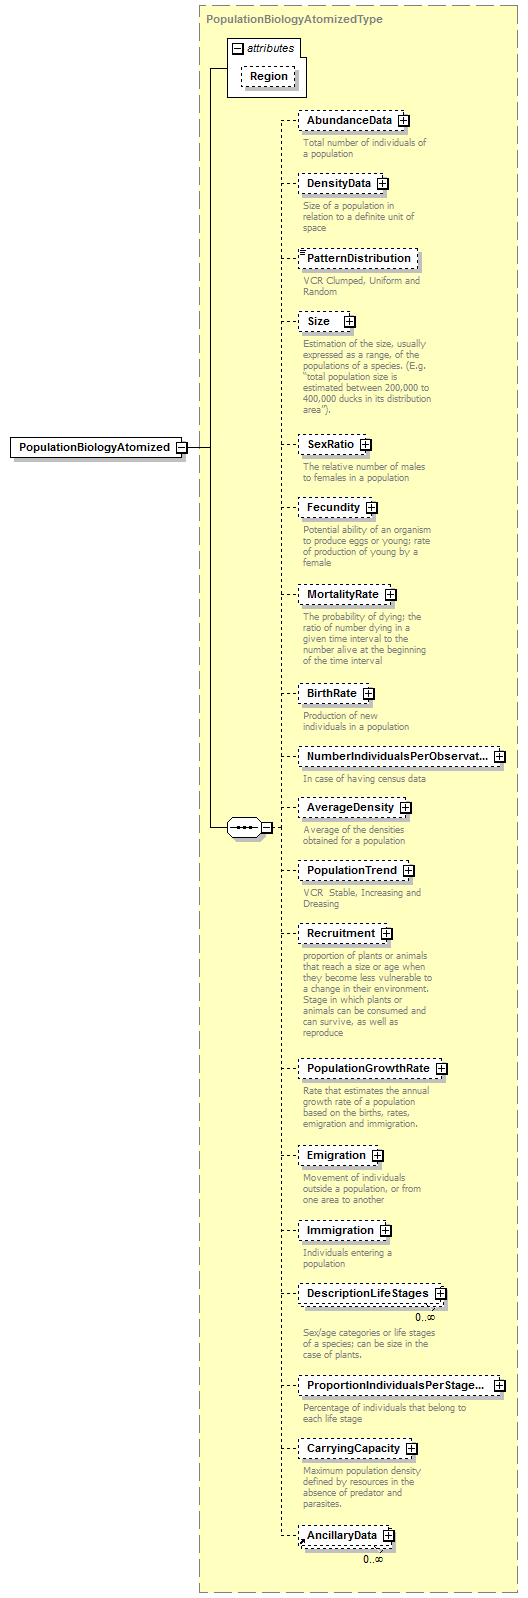 PopulationBiologyAtomizedType
attributes
Region
AbundanceData
Total number of individuals of
a population
DensityData
Size of a population in
relation to a definite unit of
space
PatternDistribution
VCR Clumped, Uniform and
Random
Size
Estimation of the size, usually
expressed as a range, of the
populations of a species. (E.g.
"total population size is
estimated between 200,000 to
400,000 ducks in its distribution
area").
PopulationBiologyAtomized
SexRatio
The relative number of males
to females in a population
Fecundity
Potential ability of an organism
to produce eggs or young; rate
of production of young by a
female
MortalityRate
The probability of dying; the
ratio of number dying in a
given time interval to the
number alive at the beginning
of the time interval
BirthRate
Production of new
individuals in a population
NumberIndividualsPerObservat...
In case of having census data
AverageDensity
Average of the densities
obtained for a population
PopulationTrend
VCR Stable, Increasing and
Dreasing
Recruitment
proportion of plants or animals
that reach a size or age when
they become less vulnerable to
a change in their environment.
Stage in which plants or
animals can be consumed and
can survive, as well as
reproduce
PopulationGrowthRate
Rate that estimates the annual
growth rate of a population
based on the births, rates,
emigration and immigration.
Emigration
Movement of individuals
outside a population, or from
one area to another
Immigration
Individuals entering a
population
DescriptionLifeStages
0..∞
Sex/age categories or life stages
of a species; can be size in the
case of plants.
ProportionIndividualsPerStage...
Percentage of individuals that belong to
each life stage
CarryingCapacity
Maximum population density
defined by resources in the
absence of predator and
parasites.
AncillaryData
0..∞